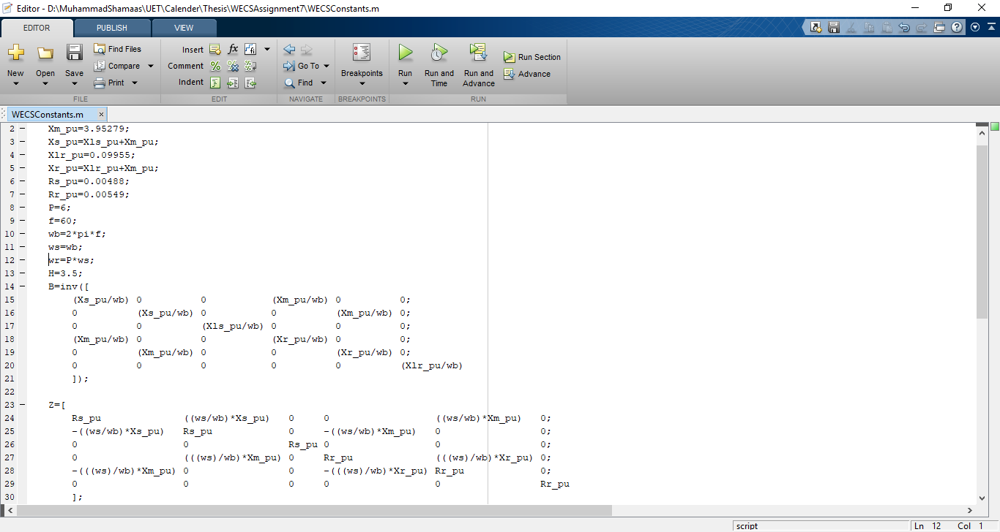 Editor - D:\MuhammadShamaas\UET\Calender\Thesis\WECSAssignment7\WECSConstants.m
EDITOR PUBLISH VIEW
New Open Save Find Files Compare Print
FILE
Insert fx
Comment
Indent
EDIT
Go To
Find
NAVIGATE
Breakpoints
BREAKPOINTS
Run Run and Time Run and Advance Run Section Advance
RUN
WECSConstants.m ×
2 – Xm_pu=3.95279;
3 – Xs_pu=Xls_pu+Xm_pu;
4 – Xlr_pu=0.09955;
5 – Xr_pu=Xlr_pu+Xm_pu;
6 – Rs_pu=0.00488;
7 – Rr_pu=0.00549;
8 – P=6;
9 – f=60;
10 – wb=2*pi*f;
11 – ws=wb;
12 – wr=P*ws;
13 – H=3.5;
14 – B=inv([
15 (Xs_pu/wb) 0 0 (Xm_pu/wb) 0 0;
16 0 (Xs_pu/wb) 0 0 (Xm_pu/wb) 0;
17 0 0 (Xls_pu/wb) 0 0 0;
18 (Xm_pu/wb) 0 0 (Xr_pu/wb) 0 0;
19 0 (Xm_pu/wb) 0 0 (Xr_pu/wb) 0;
20 0 0 0 0 0 (Xlr_pu/wb)
21 ]);
22
23 – Z=[
24 Rs_pu ((ws/wb)*Xs_pu) 0 0 ((ws/wb)*Xm_pu) 0;
25 -((ws/wb)*Xs_pu) Rs_pu 0 -((ws/wb)*Xm_pu) 0 0;
26 0 0 Rs_pu 0 0 0;
27 0 (((ws)/wb)*Xm_pu) 0 Rr_pu (((ws)/wb)*Xr_pu) 0;
28 -(((ws)/wb)*Xm_pu) 0 0 -(((ws)/wb)*Xr_pu) Rr_pu 0;
29 0 0 0 0 0 Rr_pu
30 ];
script Ln 12 Col 1